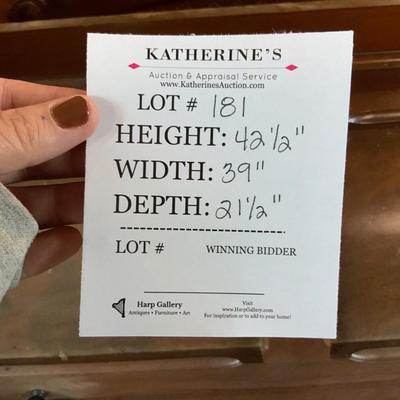 KATHERINE'S
Auction & Appraisal Service
www.KatherinesAuction.com
LOT # 181
HEIGHT: 42 1/2"
WIDTH: 39"
DEPTH: 21 1/2"
LOT # WINNING BIDDER
Harp Gallery
Antiques • Furniture • Art
Visit
www.HarpGallery.com
For inspiration or to add to your home!